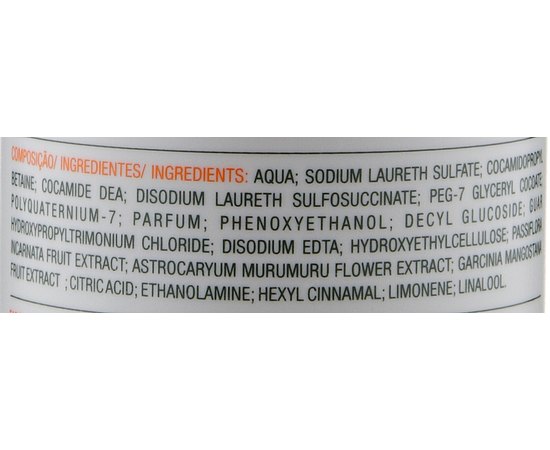 COMPOSIÇÃO/ INGREDIENTES/ INGREDIENTS: AQUA; SODIUM LAURETH SULFATE; COCAMIDOPROPYL
BETAINE; COCAMIDE DEA; DISODIUM LAURETH SULFOSUCCINATE; PEG-7 GLYCERYL COCOATE;
POLYQUATERNIUM-7; PARFUM; PHENOXYETHANOL; DECYL GLUCOSIDE: GUAR
HYDROXYPROPYLTRIMONIUM CHLORIDE; DISODIUM EDTA; HYDROXYETHYLCELLULOSE; PASSIFLORA
INCARNATA FRUIT EXTRACT; ASTROCARYUM MURUMURU FLOWER EXTRACT; GARCINIA MANGOSTANA
FRUIT EXTRACT ; CITRIC ACID; ETHANOLAMINE; HEXYL CINNAMAL; LIMONENE; LINALOOL.